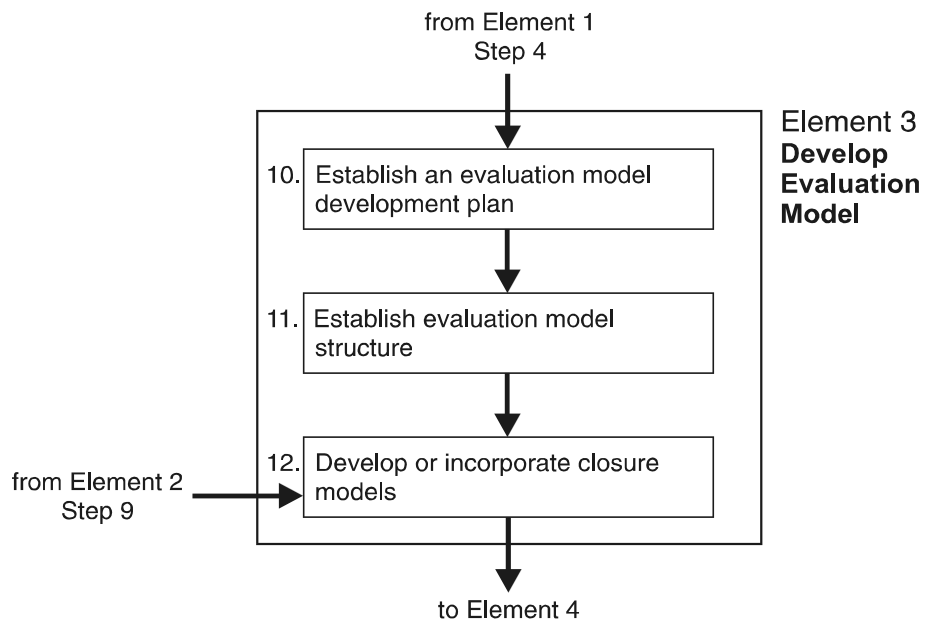 from Element 1
Step 4
Element 3
Develop
Evaluation
Model
10. Establish an evaluation model
development plan
11. Establish evaluation model
structure
12. Develop or incorporate closure
models
from Element 2
Step 9
to Element 4